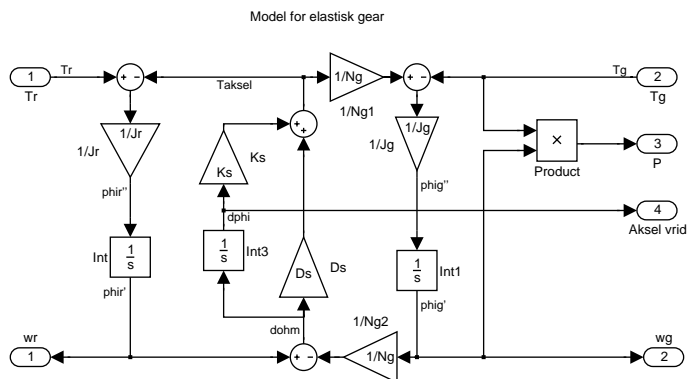 Model for elastisk gear
1
Tr
Tr
+
−
Taksel
1/Ng
1/Ng1
+
−
Tg
2
Tg
1/Jr
1/Jr
+
+
1/Jg
1/Jg
×
Product
3
P
Ks
Ks
phir''
phig''
dphi
4
Aksel vrid
Int
1
s
1
s
Int3
Ds
Ds
1
s
Int1
phir'
phig'
dohm
1/Ng2
wr
1
+
−
1/Ng
wg
2